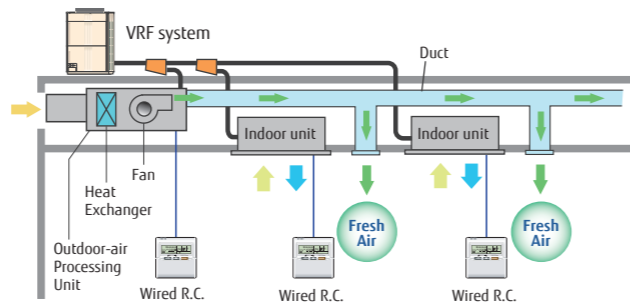 VRF system
Duct
Indoor unit
Indoor unit
Fan
Heat
Exchanger
Outdoor-air
Processing
Unit
Fresh
Air
Fresh
Air
Wired R.C.
Wired R.C.
Wired R.C.